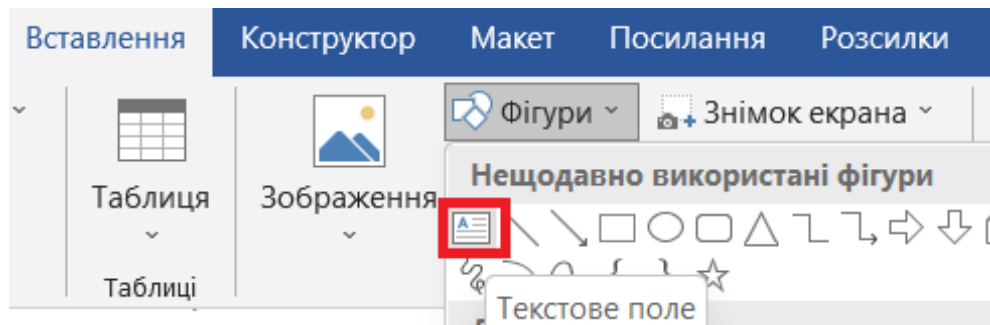 Вставлення Конструктор Макет Посилання Розсилки
Фігури Знімок екрана
Нещодавно використані фігури
Таблиця Зображення
Таблиці
Текстове поле